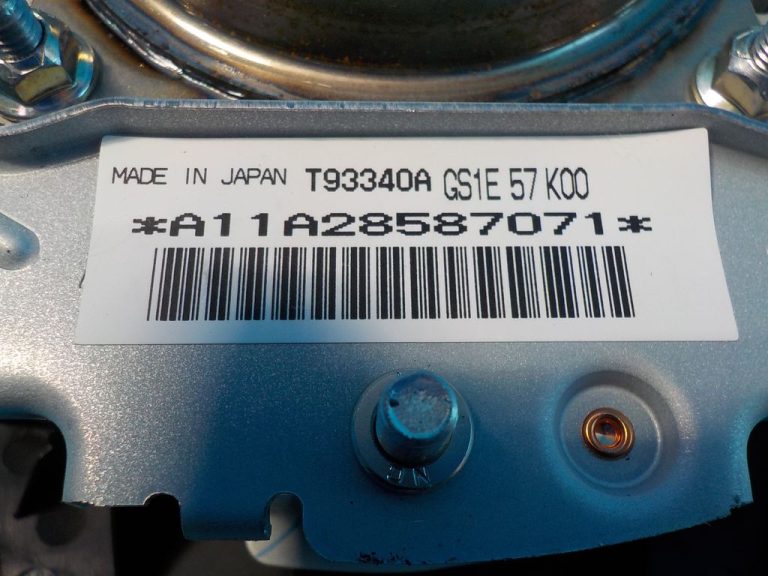 MADE IN JAPAN T93340A GS1E 57 K00
*A11A28587071*